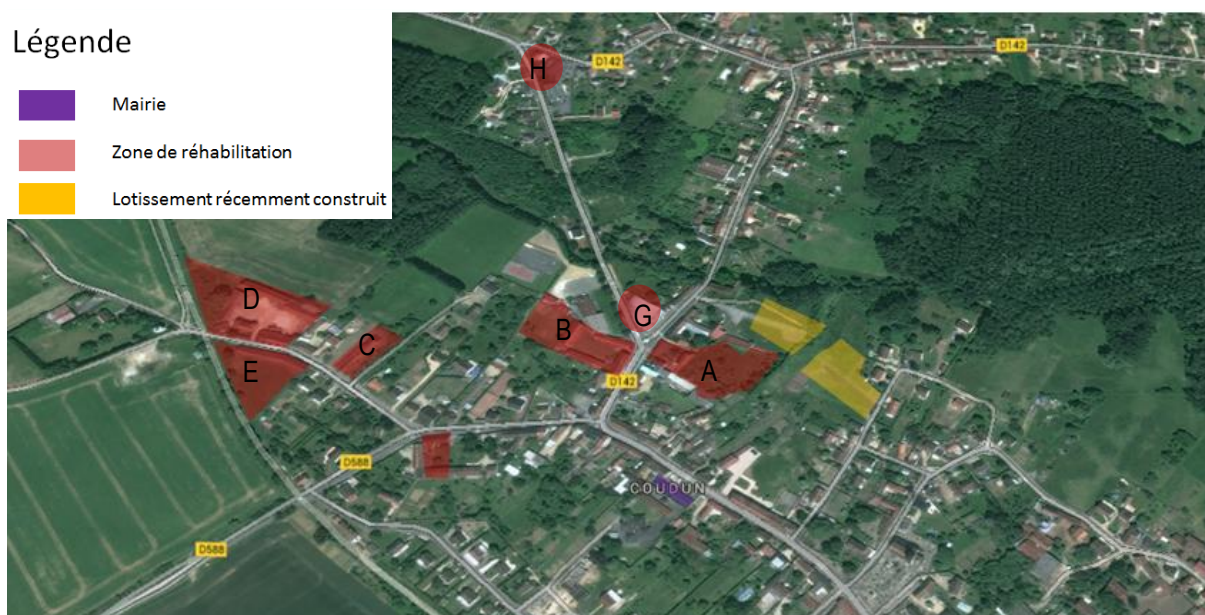 Légende
Mairie
Zone de réhabilitation
Lotissement récemment construit
H
D142
D142
D
G
B
C
E
A
D142
D588
COUDUN
D588